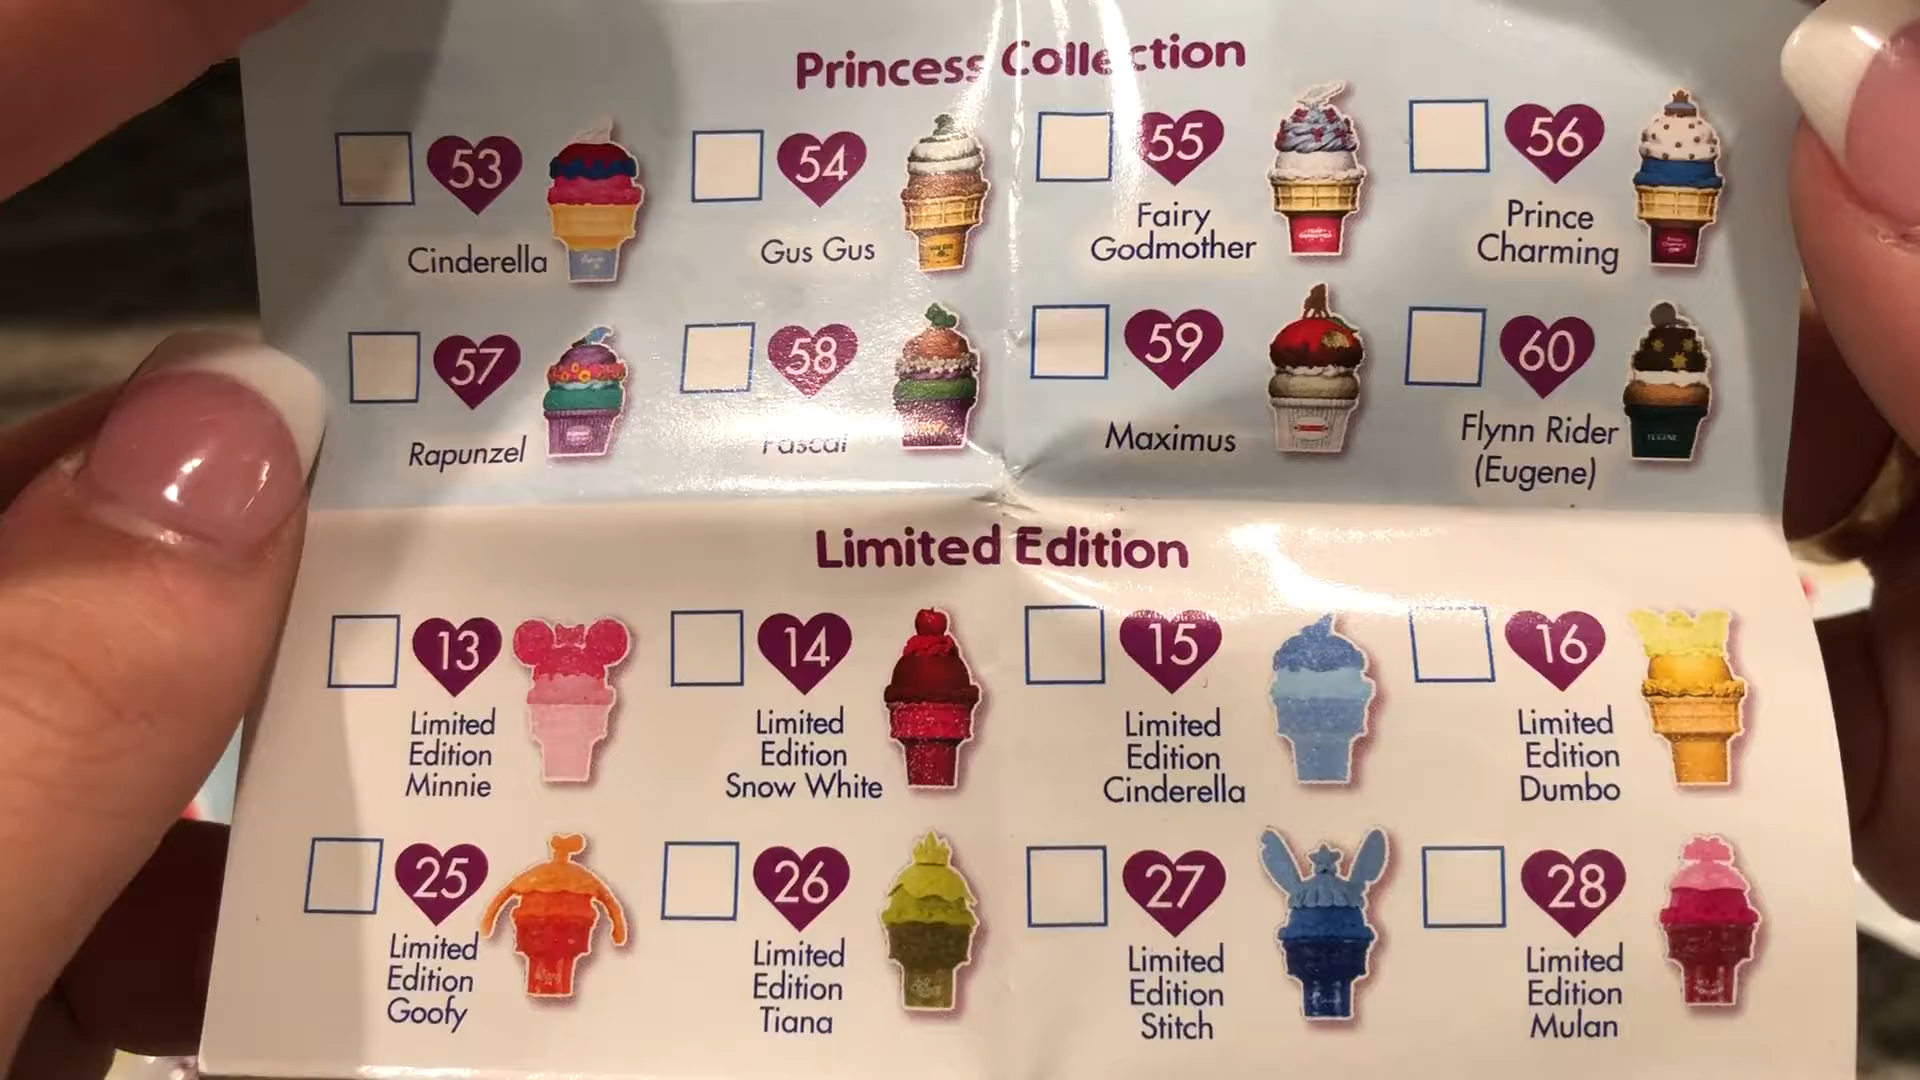 Princess Collection
53
Cinderella
54
Gus Gus
55
Fairy
Godmother
56
Prince
Charming
57
Rapunzel
58
Pascal
59
Maximus
60
Flynn Rider
(Eugene)
Limited Edition
13
Limited
Edition
Minnie
14
Limited
Edition
Snow White
15
Limited
Edition
Cinderella
16
Limited
Edition
Dumbo
25
Limited
Edition
Goofy
26
Limited
Edition
Tiana
27
Limited
Edition
Stitch
28
Limited
Edition
Mulan